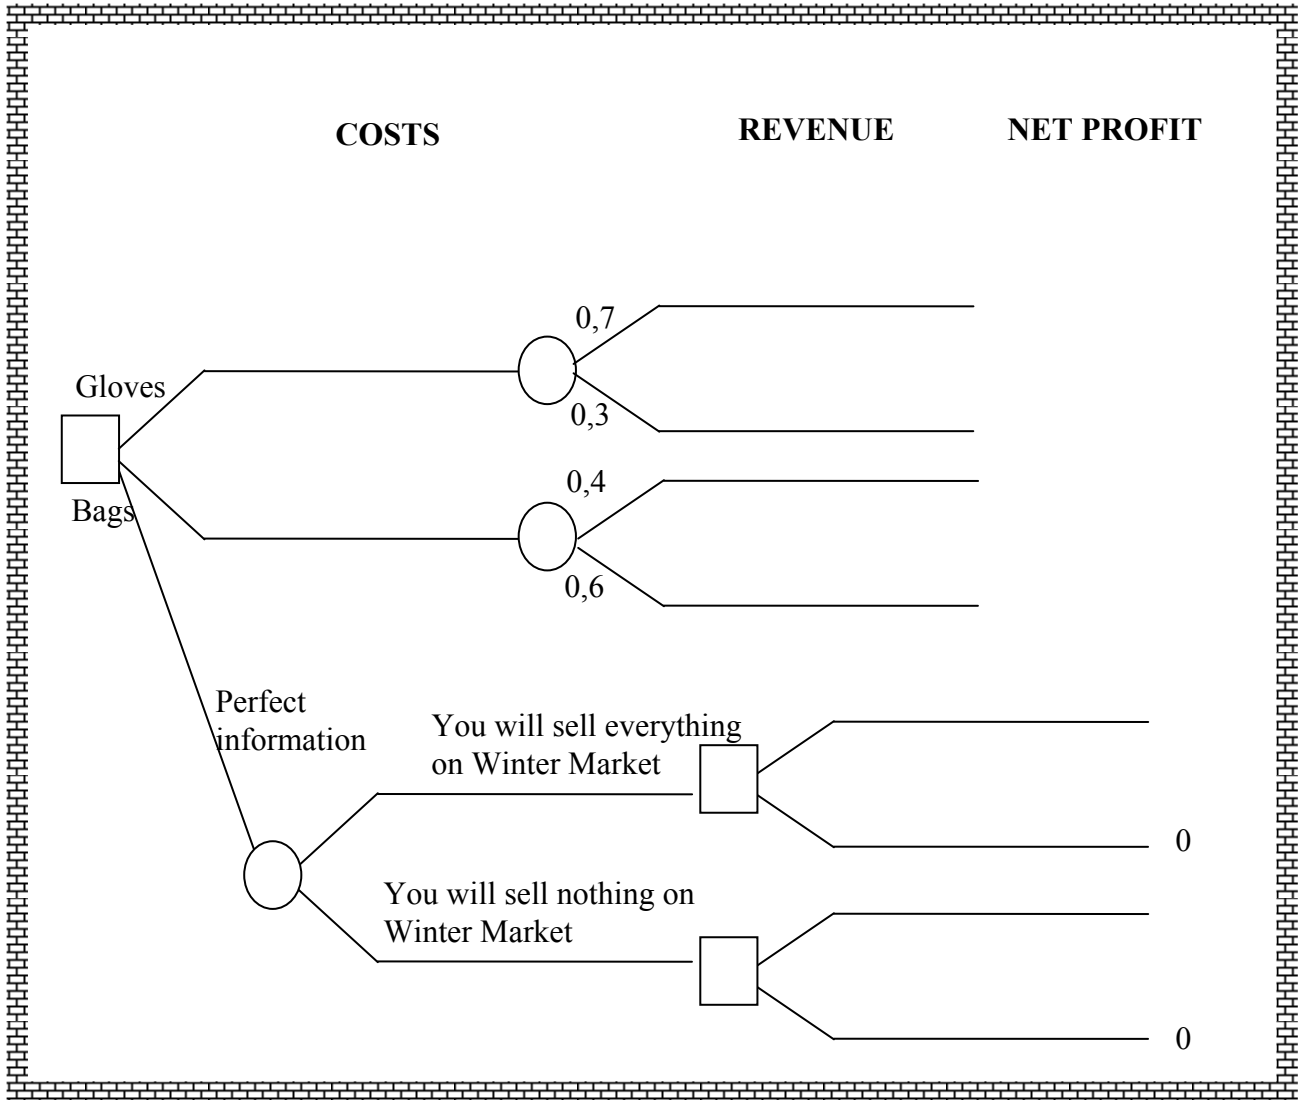 COSTS
REVENUE
NET PROFIT
0,7
Gloves
0,3
0,4
Bags
0,6
Perfect
information
You will sell everything
on Winter Market
0
You will sell nothing on
Winter Market
0